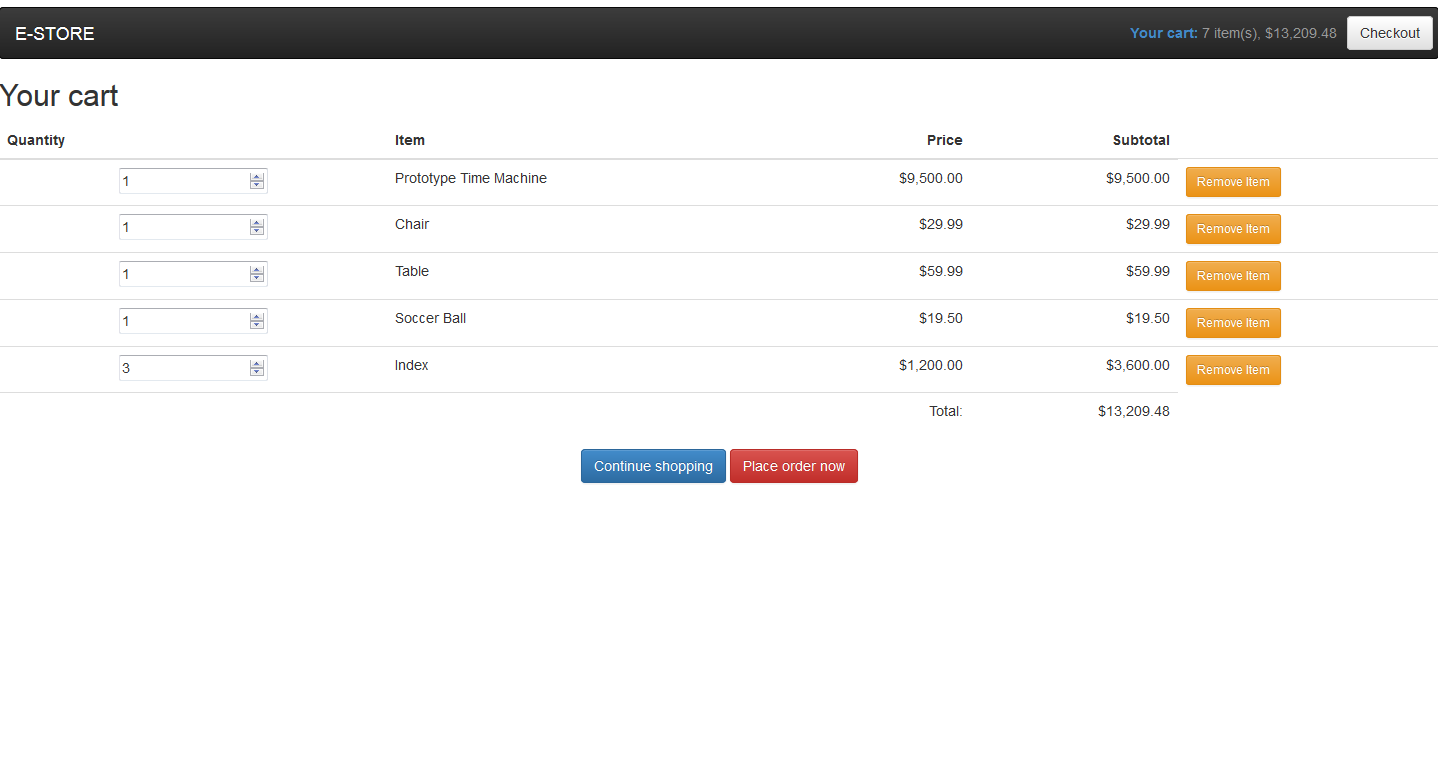 E-STORE Your cart: 7 item(s), $13,209.48 Checkout
Your cart
Quantity Item Price Subtotal
1 Prototype Time Machine $9,500.00 $9,500.00 Remove Item
1 Chair $29.99 $29.99 Remove Item
1 Table $59.99 $59.99 Remove Item
1 Soccer Ball $19.50 $19.50 Remove Item
3 Index $1,200.00 $3,600.00 Remove Item
Total: $13,209.48
Continue shopping Place order now